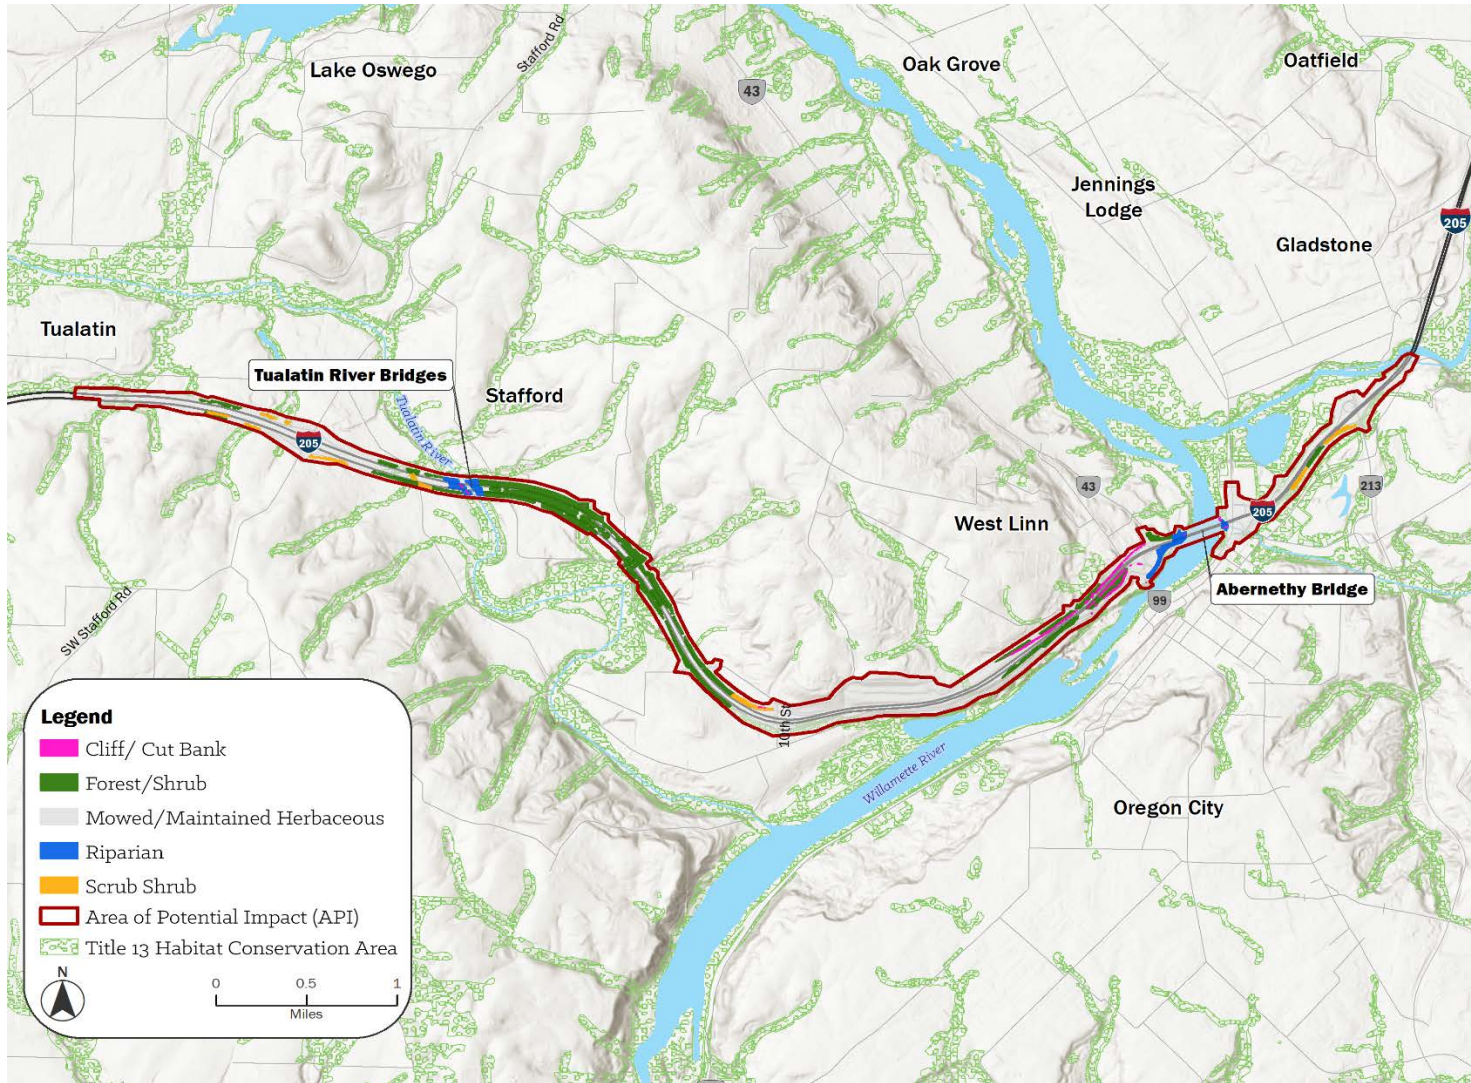 Lake Oswego
Stafford Rd
43
Oak Grove
Oatfield
Jennings
Lodge
205
Gladstone
Tualatin
Tualatin River Bridges
Stafford
Tualatin River
205
43
213
West Linn
205
Abernethy Bridge
99
SW Stafford Rd
10th St
Willamette River
Oregon City
Legend
Cliff/ Cut Bank
Forest/Shrub
Mowed/Maintained Herbaceous
Riparian
Scrub Shrub
Area of Potential Impact (API)
Title 13 Habitat Conservation Area
N
0 0.5 1
Miles